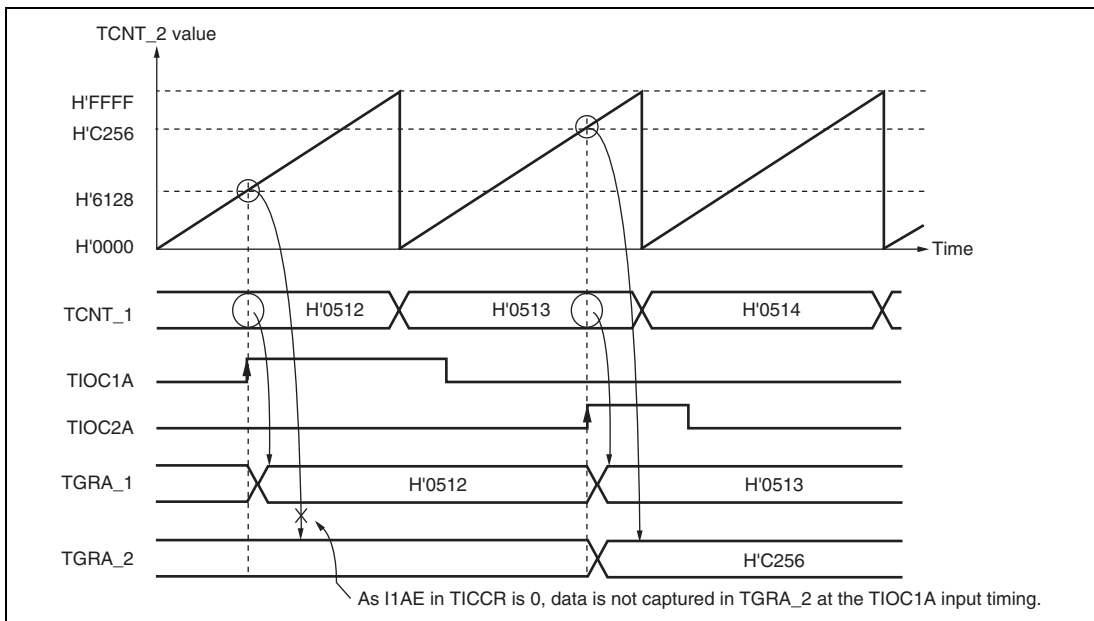 TCNT_2 value
H'FFFF
H'C256
H'6128
H'0000
Time
TCNT_1 H'0512 H'0513 H'0514
TIOC1A
TIOC2A
TGRA_1 H'0512 H'0513
TGRA_2 H'C256
As I1AE in TICCR is 0, data is not captured in TGRA_2 at the TIOC1A input timing.